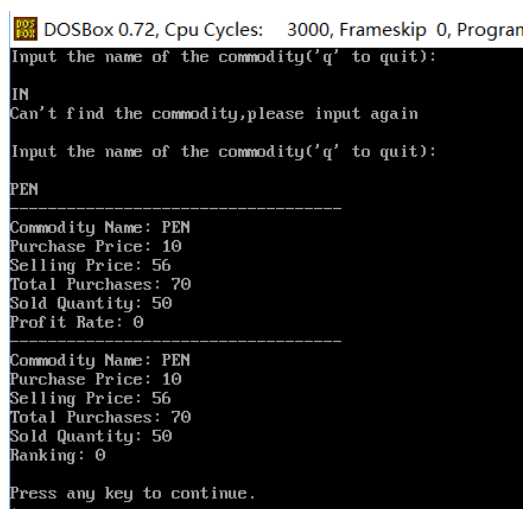 DOSBox 0.72, Cpu Cycles: 3000, Frameskip 0, Program
Input the name of the commodity('q' to quit):
IN
Can't find the commodity,please input again
Input the name of the commodity('q' to quit):
PEN
-----------------------------------
Commodity Name: PEN
Purchase Price: 10
Selling Price: 56
Total Purchases: 70
Sold Quantity: 50
Profit Rate: 0
-----------------------------------
Commodity Name: PEN
Purchase Price: 10
Selling Price: 56
Total Purchases: 70
Sold Quantity: 50
Ranking: 0
Press any key to continue.